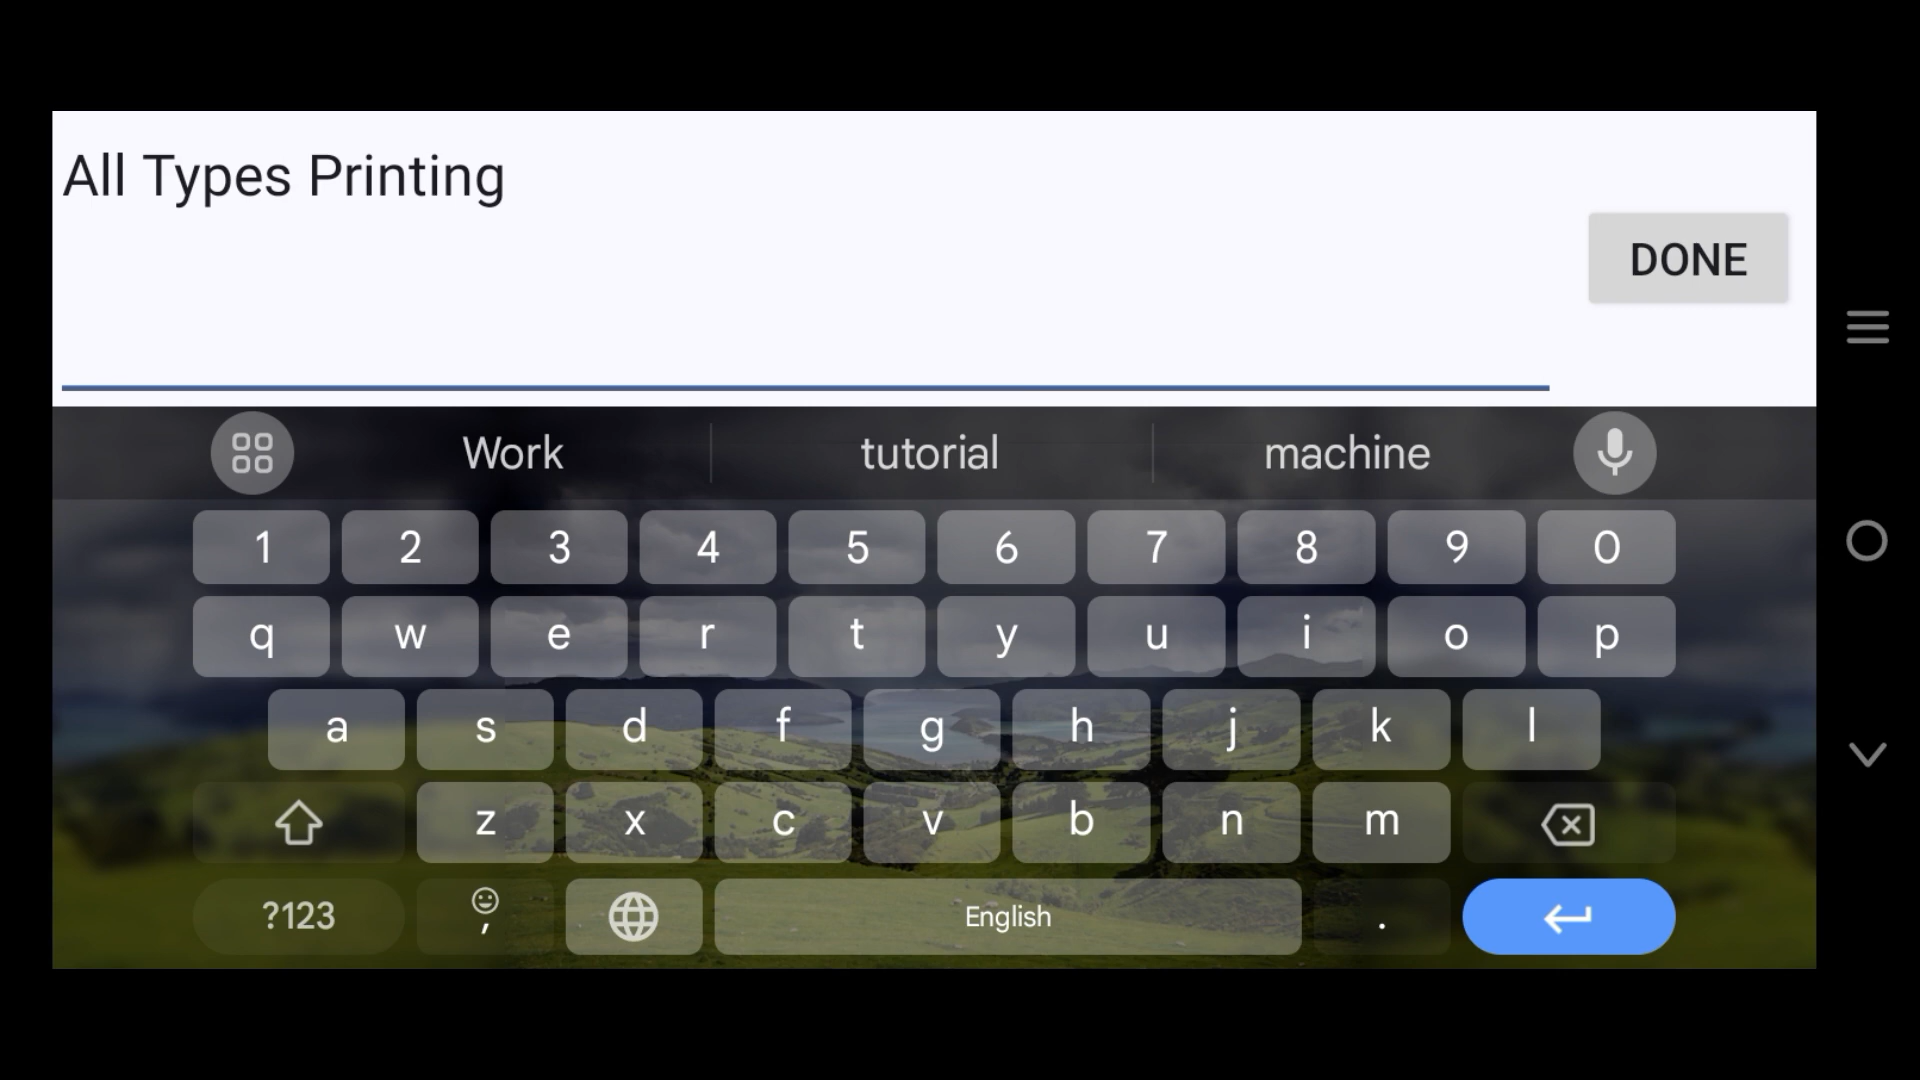 All Types Printing
DONE
Work tutorial machine
1 2 3 4 5 6 7 8 9 0
q w e r t y u i o p
a s d f g h j k l
z x c v b n m
?123 , English .